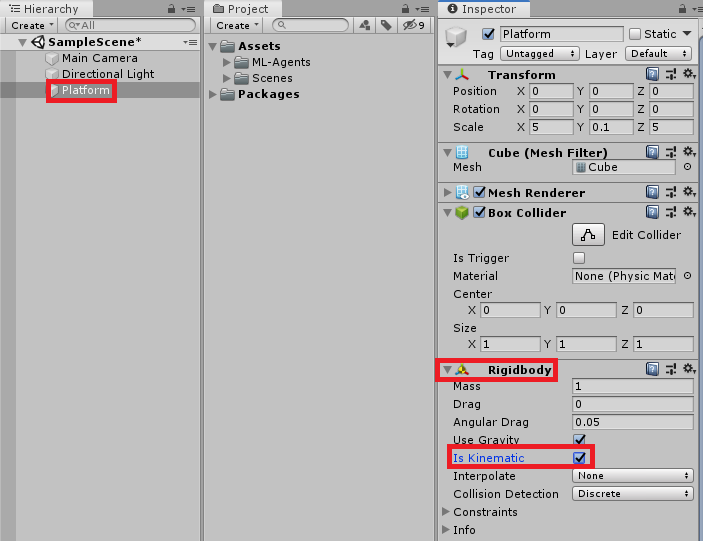 Hierarchy
Create
All
SampleScene*
Main Camera
Directional Light
Platform
Project
Create
9
Assets
ML-Agents
Scenes
Packages
Inspector
Platform
Static
Tag Untagged Layer Default
Transform
Position X 0 Y 0 Z 0
Rotation X 0 Y 0 Z 0
Scale X 5 Y 0.1 Z 5
Cube (Mesh Filter)
Mesh Cube
Mesh Renderer
Box Collider
Edit Collider
Is Trigger
Material None (Physic Mate
Center
X 0 Y 0 Z 0
Size
X 1 Y 1 Z 1
Rigidbody
Mass 1
Drag 0
Angular Drag 0.05
Use Gravity
Is Kinematic
Interpolate None
Collision Detection Discrete
Constraints
Info